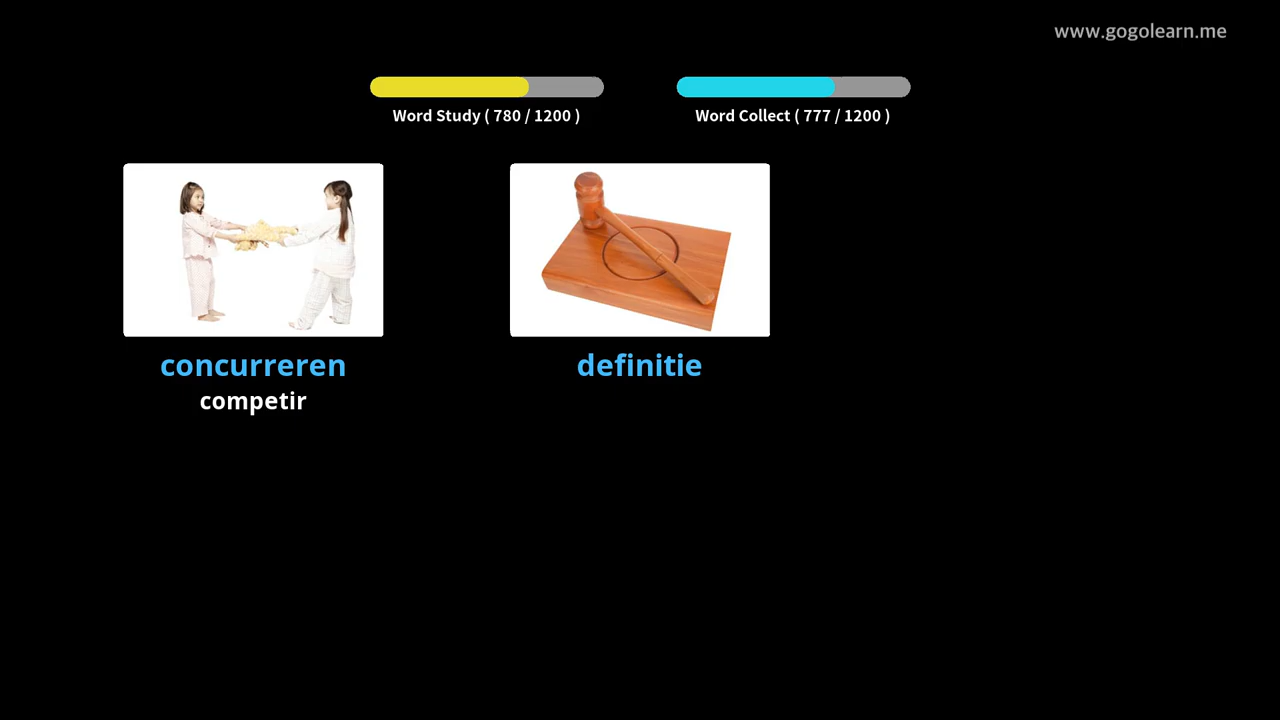 www.gogolearn.me
Word Study ( 780 / 1200 )
Word Collect ( 777 / 1200 )
concurreren
competir
definitie